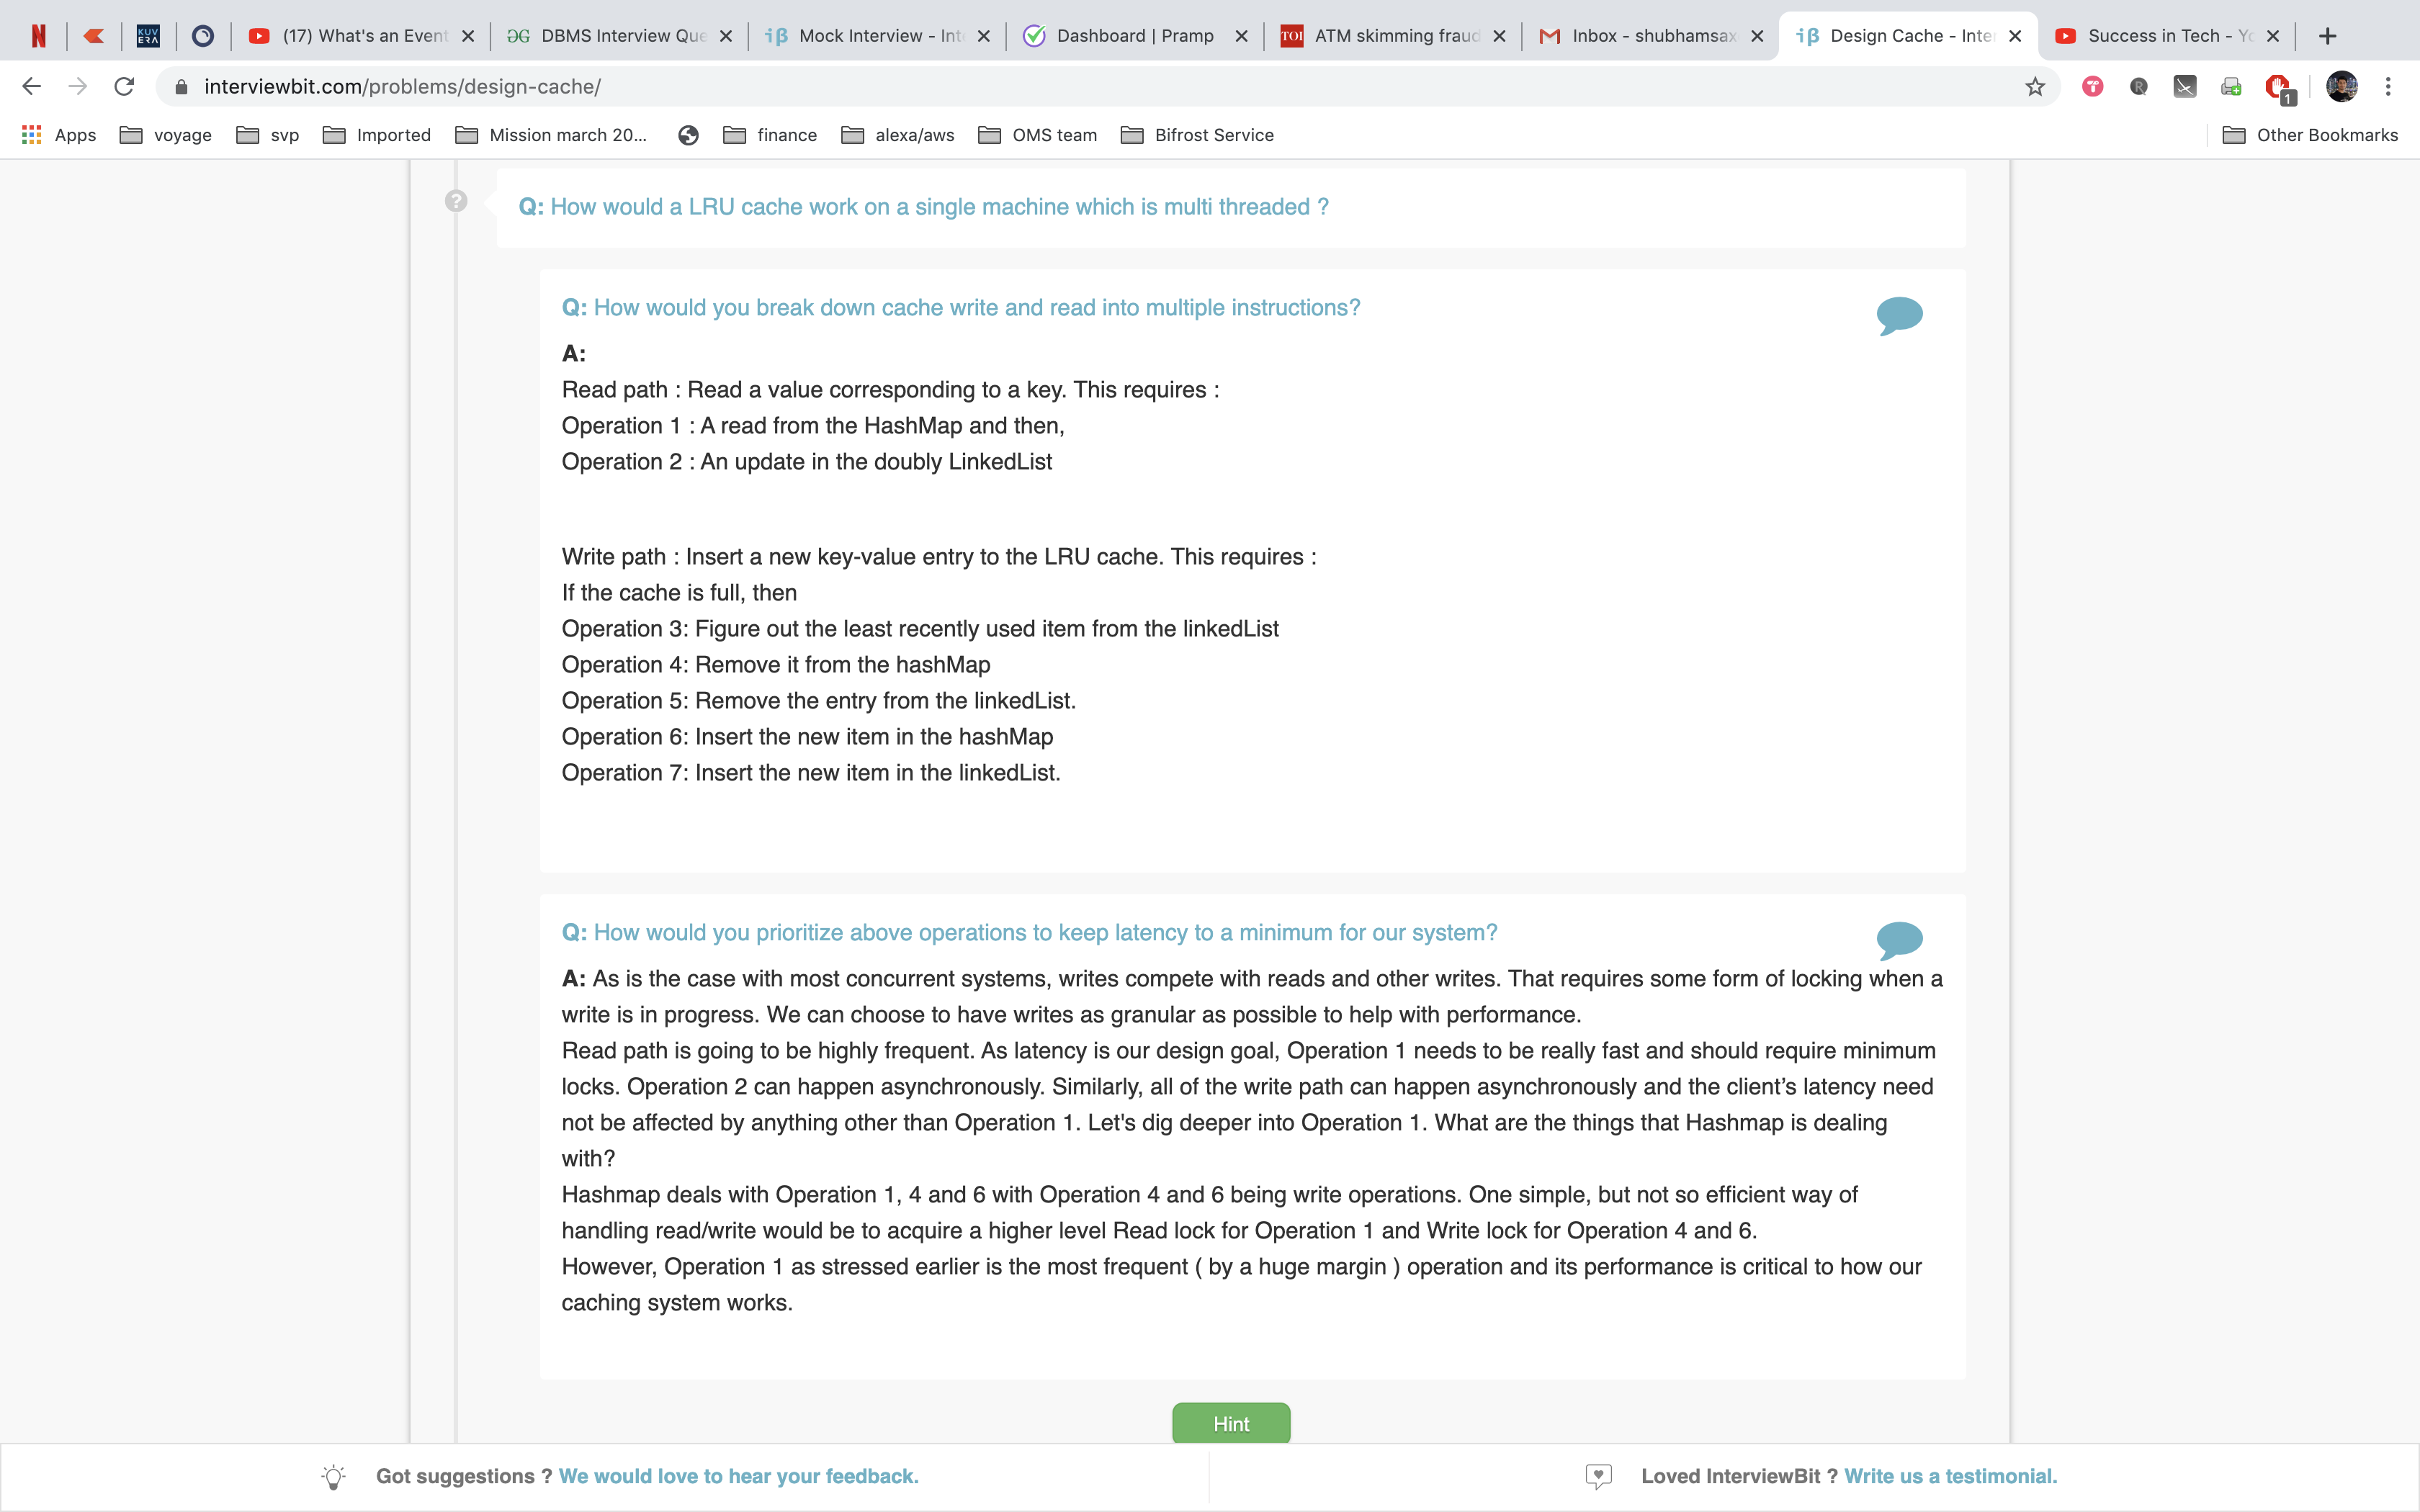 (17) What's an Event
DBMS Interview Que
Mock Interview - Inte
Dashboard | Pramp
TOI ATM skimming fraud
Inbox - shubhamsax
Design Cache - Inter
Success in Tech - Yo
interviewbit.com/problems/design-cache/
1
Apps voyage svp Imported Mission march 20... finance alexa/aws OMS team Bifrost Service Other Bookmarks
Q: How would a LRU cache work on a single machine which is multi threaded ?
Q: How would you break down cache write and read into multiple instructions?
A:
Read path : Read a value corresponding to a key. This requires :
Operation 1 : A read from the HashMap and then,
Operation 2 : An update in the doubly LinkedList
Write path : Insert a new key-value entry to the LRU cache. This requires :
If the cache is full, then
Operation 3: Figure out the least recently used item from the linkedList
Operation 4: Remove it from the hashMap
Operation 5: Remove the entry from the linkedList.
Operation 6: Insert the new item in the hashMap
Operation 7: Insert the new item in the linkedList.
Q: How would you prioritize above operations to keep latency to a minimum for our system?
A: As is the case with most concurrent systems, writes compete with reads and other writes. That requires some form of locking when a
write is in progress. We can choose to have writes as granular as possible to help with performance.
Read path is going to be highly frequent. As latency is our design goal, Operation 1 needs to be really fast and should require minimum
locks. Operation 2 can happen asynchronously. Similarly, all of the write path can happen asynchronously and the client’s latency need
not be affected by anything other than Operation 1. Let's dig deeper into Operation 1. What are the things that Hashmap is dealing
with?
Hashmap deals with Operation 1, 4 and 6 with Operation 4 and 6 being write operations. One simple, but not so efficient way of
handling read/write would be to acquire a higher level Read lock for Operation 1 and Write lock for Operation 4 and 6.
However, Operation 1 as stressed earlier is the most frequent ( by a huge margin ) operation and its performance is critical to how our
caching system works.
Hint
Got suggestions ? We would love to hear your feedback.
Loved InterviewBit ? Write us a testimonial.